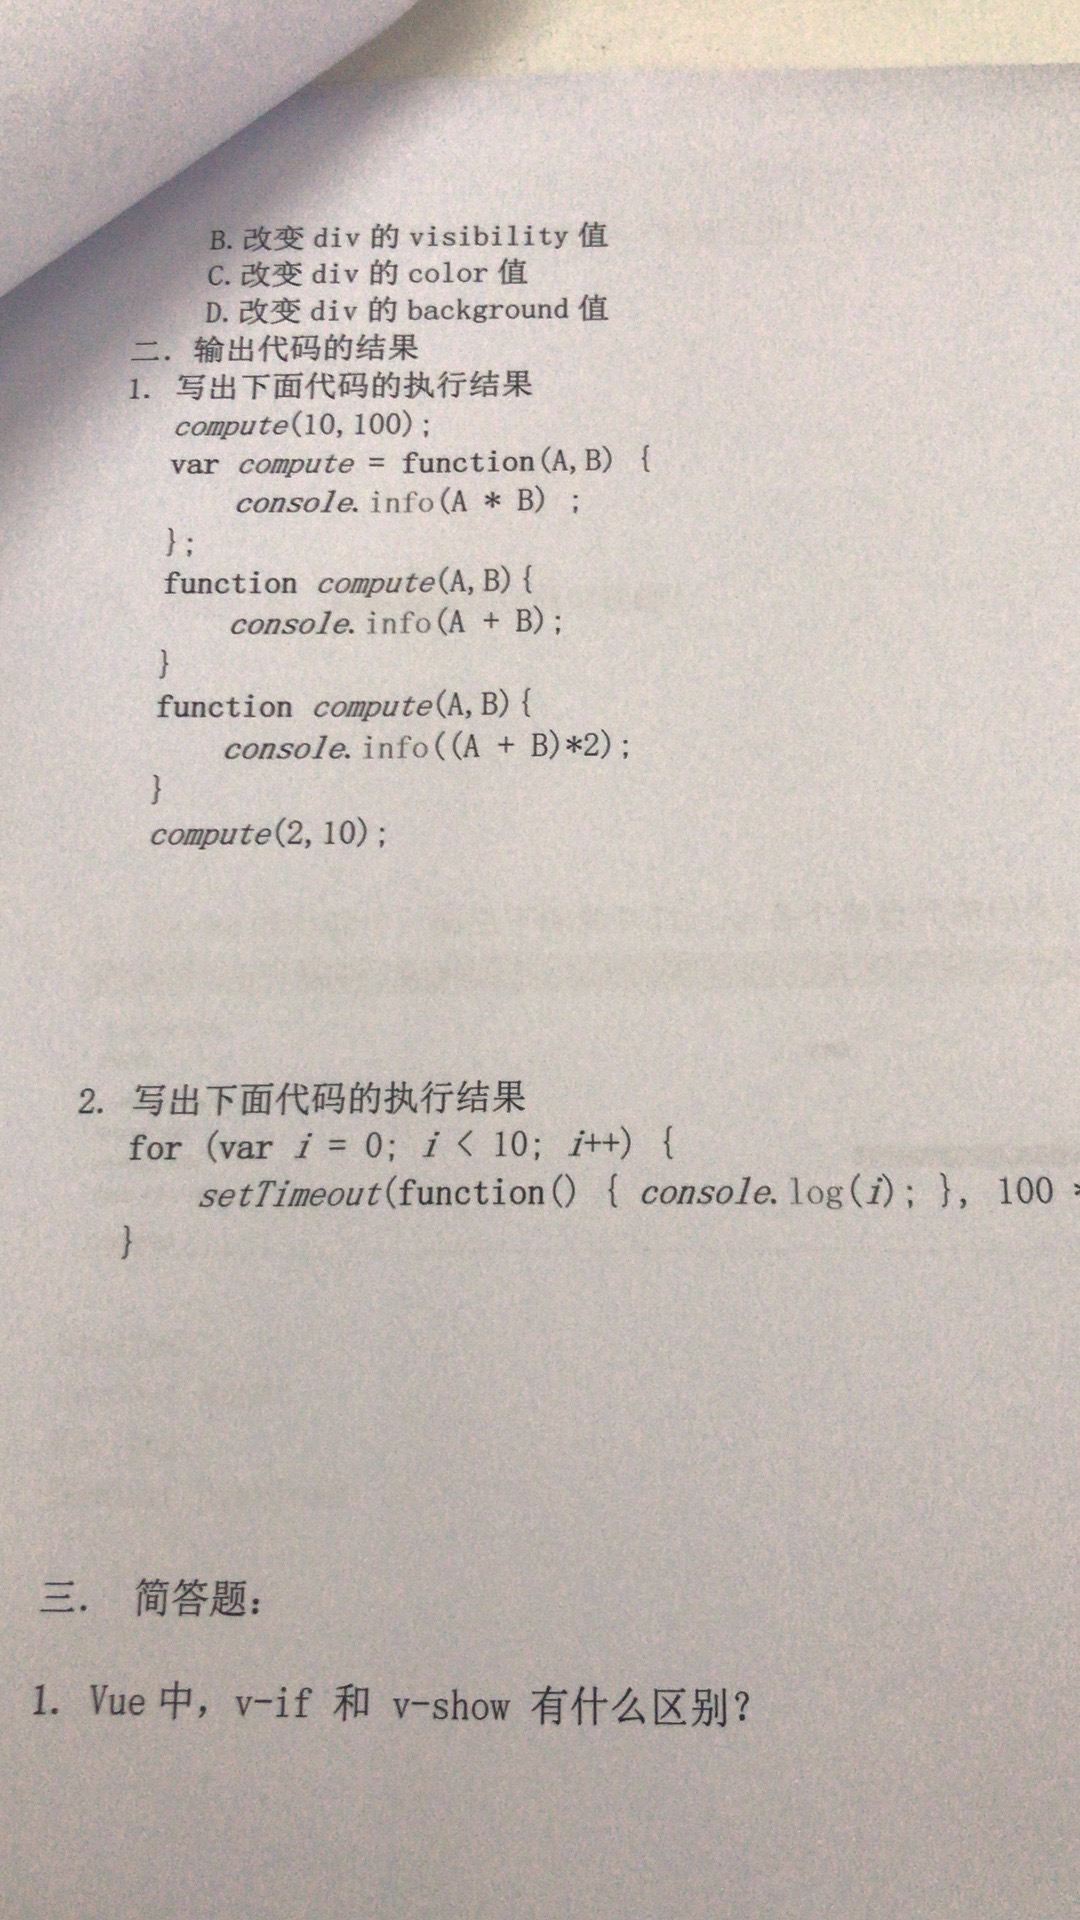 B. 改变 div 的 visibility 值
C. 改变 div 的 color 值
D. 改变 div 的 background 值
二. 输出代码的结果
1. 写出下面代码的执行结果
compute(10, 100);
var compute = function(A, B) {
console.info(A * B) ;
};
function compute(A, B){
console.info(A + B);
}
function compute(A, B){
console.info((A + B)*2);
}
compute(2, 10);
2. 写出下面代码的执行结果
for (var i = 0; i < 10; i++) {
setTimeout(function() { console.log(i); }, 100 *
}
三. 简答题:
1. Vue 中, v-if 和 v-show 有什么区别?